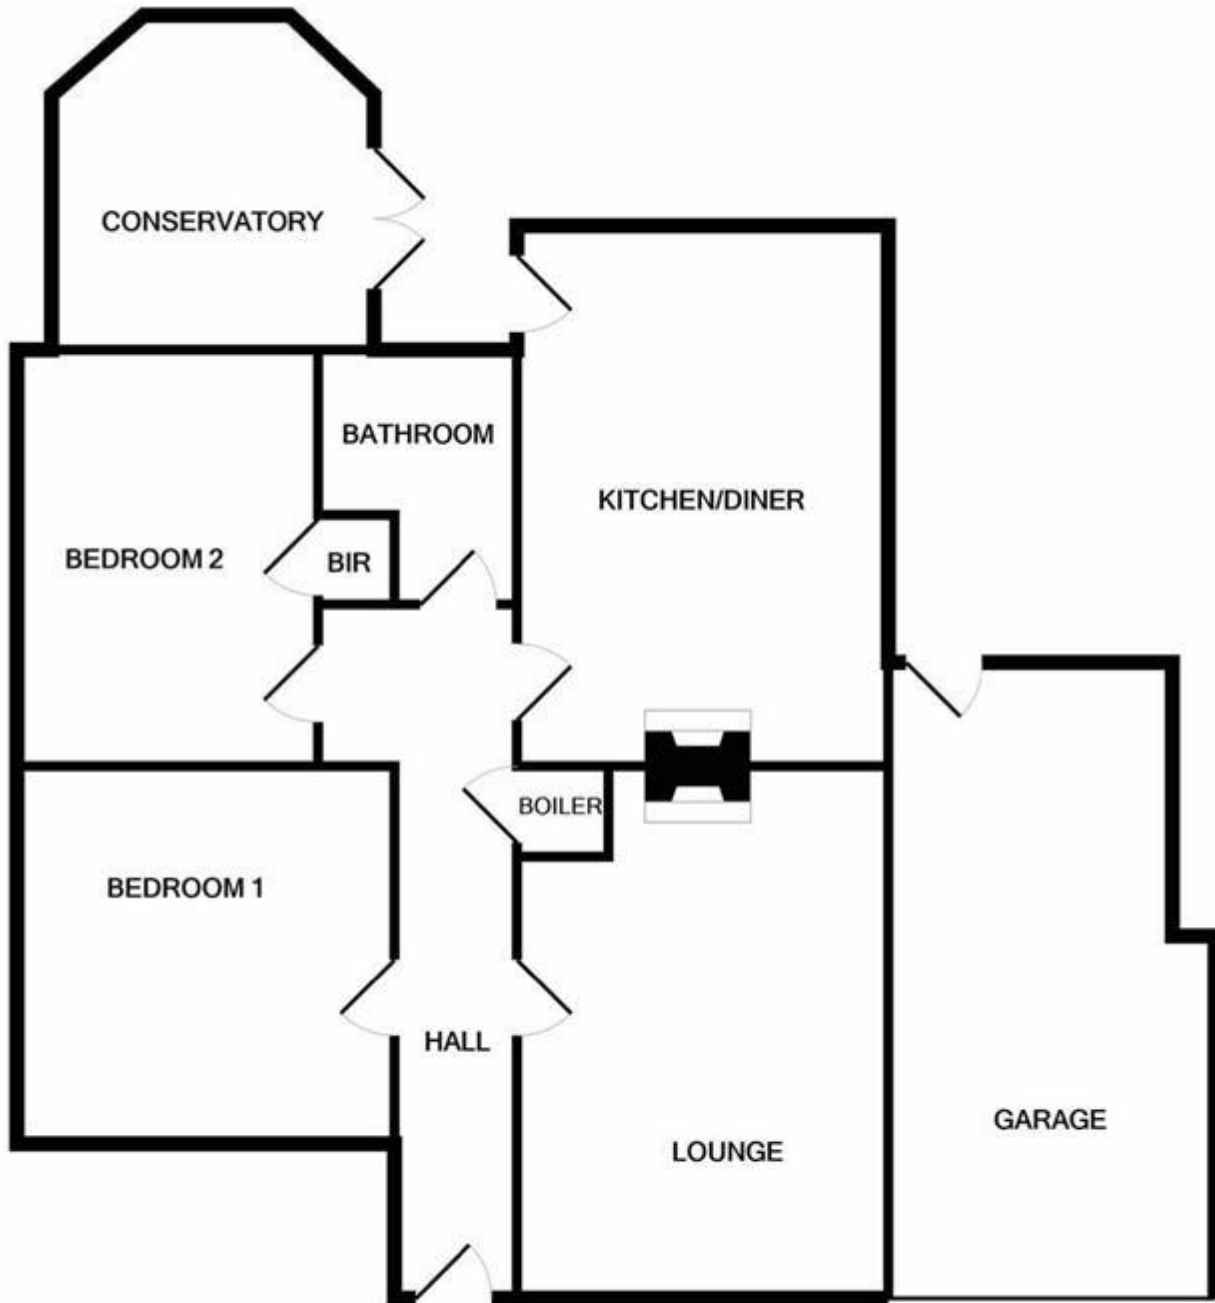 CONSERVATORY
BATHROOM
KITCHEN/DINER
BEDROOM 2
BIR
BOILER
BEDROOM 1
HALL
GARAGE
LOUNGE